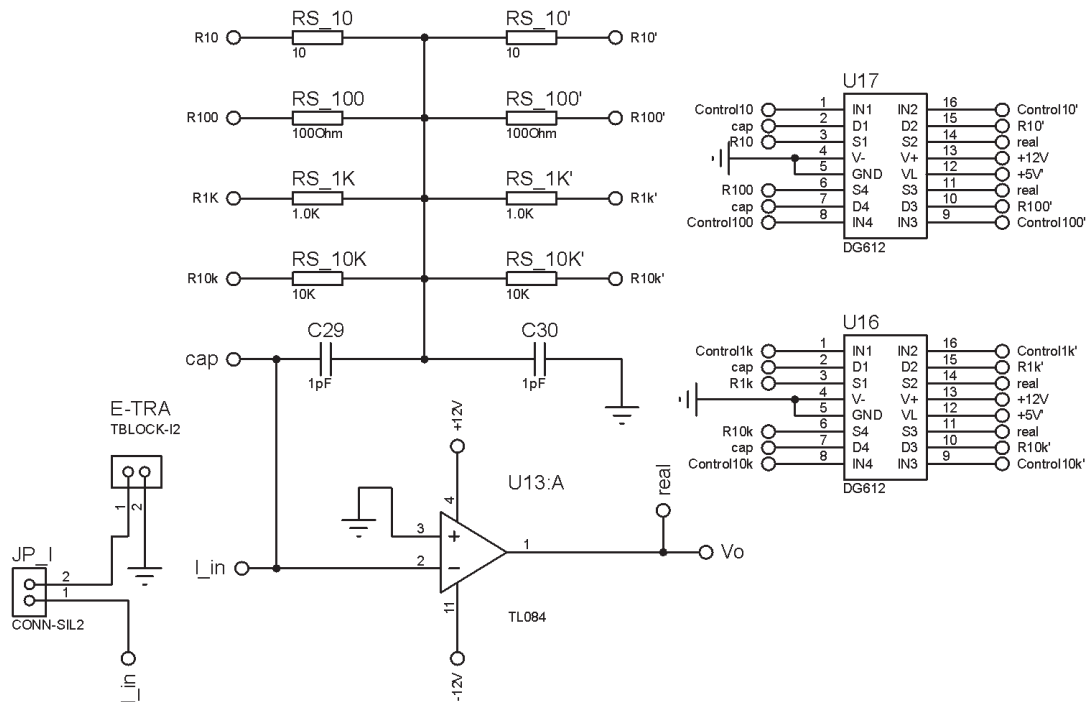 RS_10
R10
10
RS_10'
R10'
10
RS_100
R100
100Ohm
RS_100'
R100'
100Ohm
RS_1K
R1K
1.0K
RS_1K'
R1k'
1.0K
RS_10K
R10k
10K
RS_10K'
R10k'
10K
C29
cap
1pF
C30
1pF
E-TRA
TBLOCK-I2
1
2
JP_I
2
1
CONN-SIL2
I_in
I_in
+12V
4
U13:A
3
2
+
−
1
11
TL084
-12V
real
Vo
U17
Control10 1 IN1 IN2 16 Control10'
cap 2 D1 D2 15 R10'
R10 3 S1 S2 14 real
4 V- V+ 13 +12V
5 GND VL 12 +5V'
R100 6 S4 S3 11 real
cap 7 D4 D3 10 R100'
Control100 8 IN4 IN3 9 Control100'
DG612
U16
Control1k 1 IN1 IN2 16 Control1k'
cap 2 D1 D2 15 R1k'
R1k 3 S1 S2 14 real
4 V- V+ 13 +12V
5 GND VL 12 +5V'
R10k 6 S4 S3 11 real
cap 7 D4 D3 10 R10k'
Control10k 8 IN4 IN3 9 Control10k'
DG612